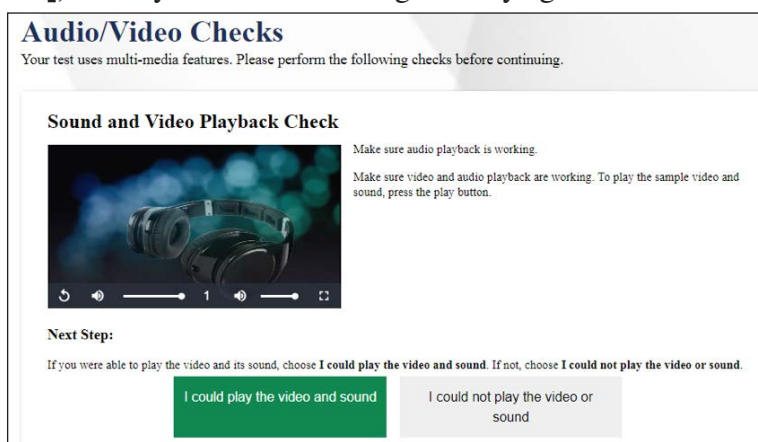 Audio/Video Checks
Your test uses multi-media features. Please perform the following checks before continuing.
Sound and Video Playback Check
Make sure audio playback is working.
Make sure video and audio playback are working. To play the sample video and
sound, press the play button.
1
Next Step:
If you were able to play the video and its sound, choose I could play the video and sound. If not, choose I could not play the video or sound.
I could play the video and sound
I could not play the video or
sound